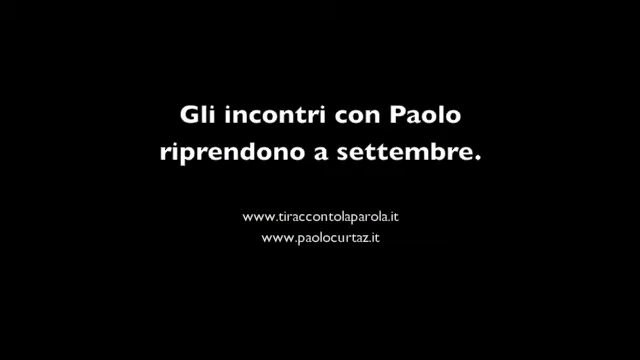 Gli incontri con Paolo
riprendono a settembre.
www.tiraccontolaparola.it
www.paolocurtaz.it